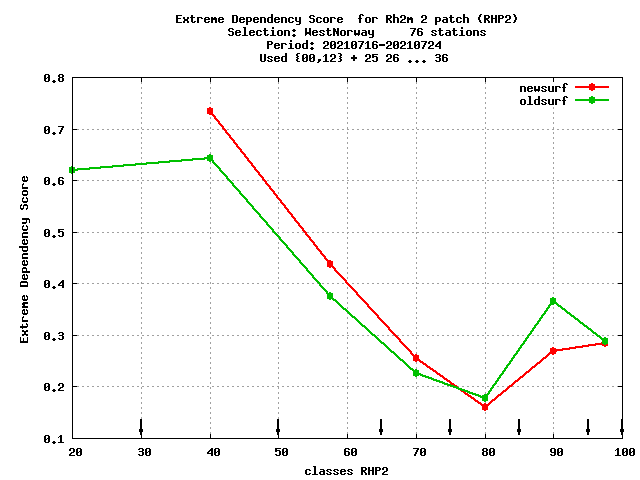 Extreme Dependency Score  for Rh2m 2 patch (RHP2)
Selection: WestNorway     76 stations
Period: 20210716-20210724
Used {00,12} + 25 26 ... 36
newsurf
oldsurf
Extreme Dependency Score
0.8
0.7
0.6
0.5
0.4
0.3
0.2
0.1
20 30 40 50 60 70 80 90 100
classes RHP2